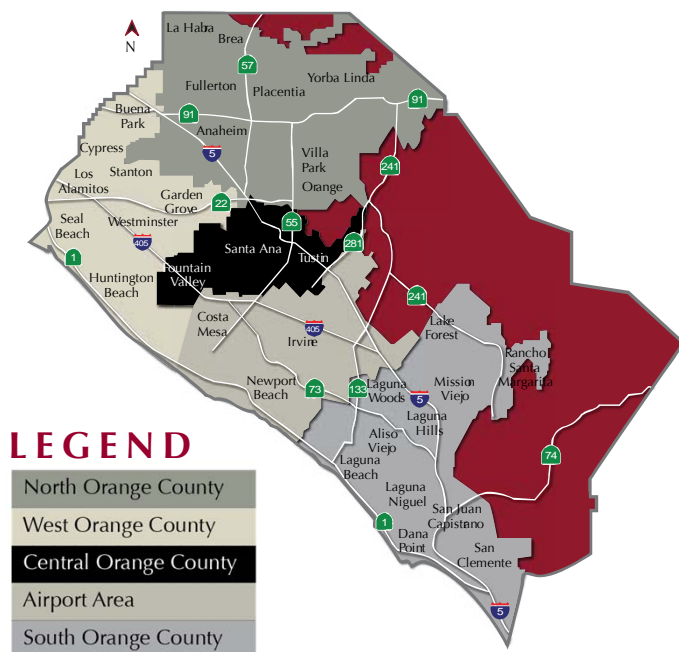 La Habra
Brea
N
57
Yorba Linda
Fullerton
Placentia
91
Buena
Park
91
Anaheim
Cypress
5
Villa
Park
Stanton
241
Los
Alamitos
Orange
Garden
Grove
22
Seal
Beach
Westminster
55
405
Santa Ana
Tustin
281
1
Fountain
Valley
Huntington
Beach
241
Costa
Mesa
405
Lake
Forest
Irvine
Rancho
Santa
Margarita
Newport
Beach
73
133
Laguna
Woods
Mission
Viejo
5
Laguna
Hills
Aliso
Viejo
LEGEND
Laguna
Beach
74
North Orange County
Laguna
Niguel
San Juan
Capistrano
West Orange County
1
Dana
Point
Central Orange County
San
Clemente
Airport Area
5
South Orange County